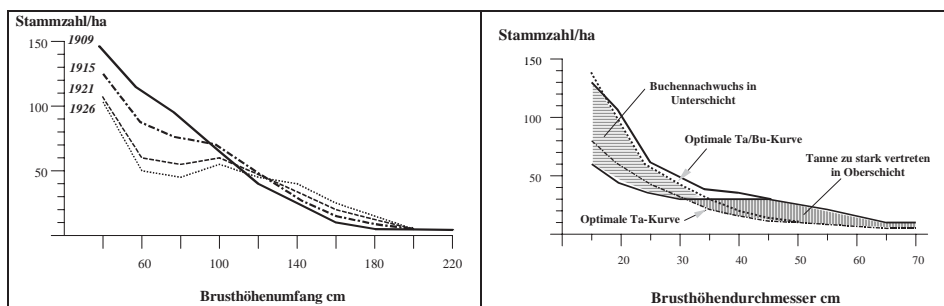 Stammzahl/ha
150
100
50
1909
1915
1921
1926
60 100 140 180 220
Brusthöhenumfang cm
Stammzahl/ha
150
100
50
Buchennachwuchs in
Unterschicht
Optimale Ta/Bu-Kurve
Tanne zu stark vertreten
in Oberschicht
Optimale Ta-Kurve
20 30 40 50 60 70
Brusthöhendurchmesser cm